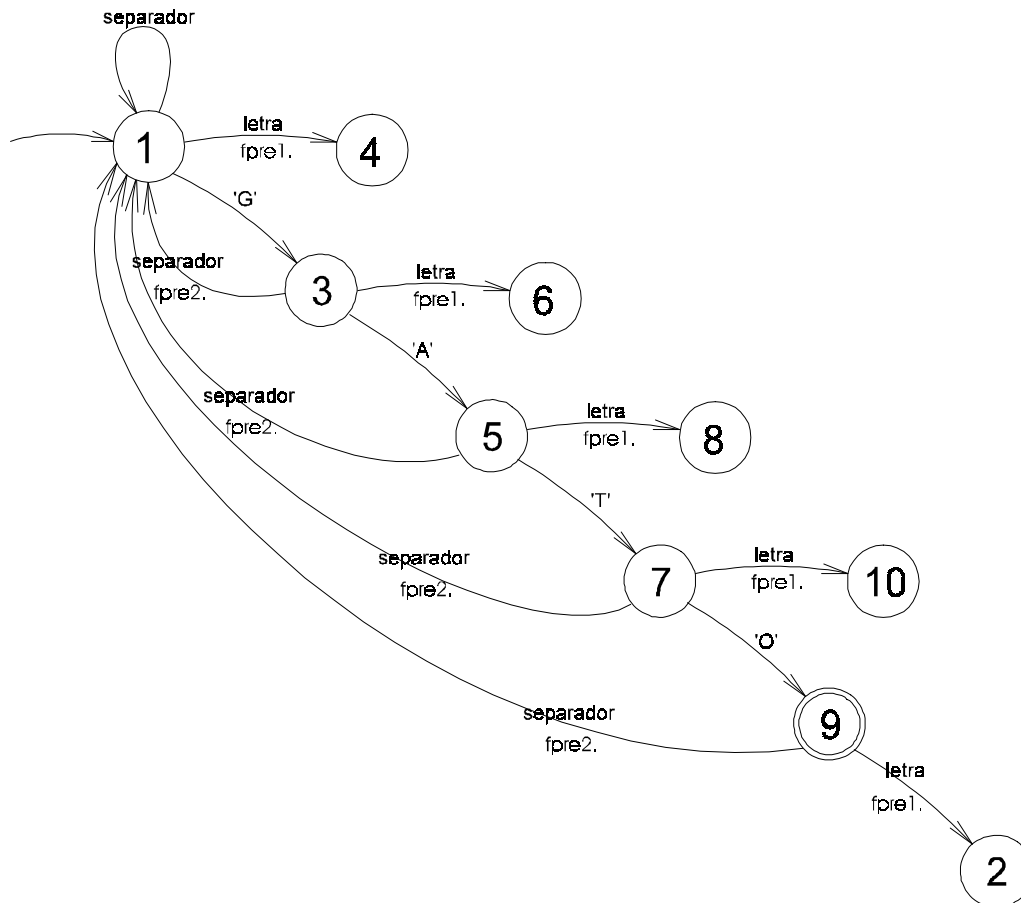 separador
1
letra
fpre1.
4
'G'
separador
fpre2.
3
letra
fpre1.
6
'A'
separador
fpre2.
5
letra
fpre1.
8
'T'
separador
fpre2.
7
letra
fpre1.
10
'O'
separador
fpre2.
9
letra
fpre1.
2